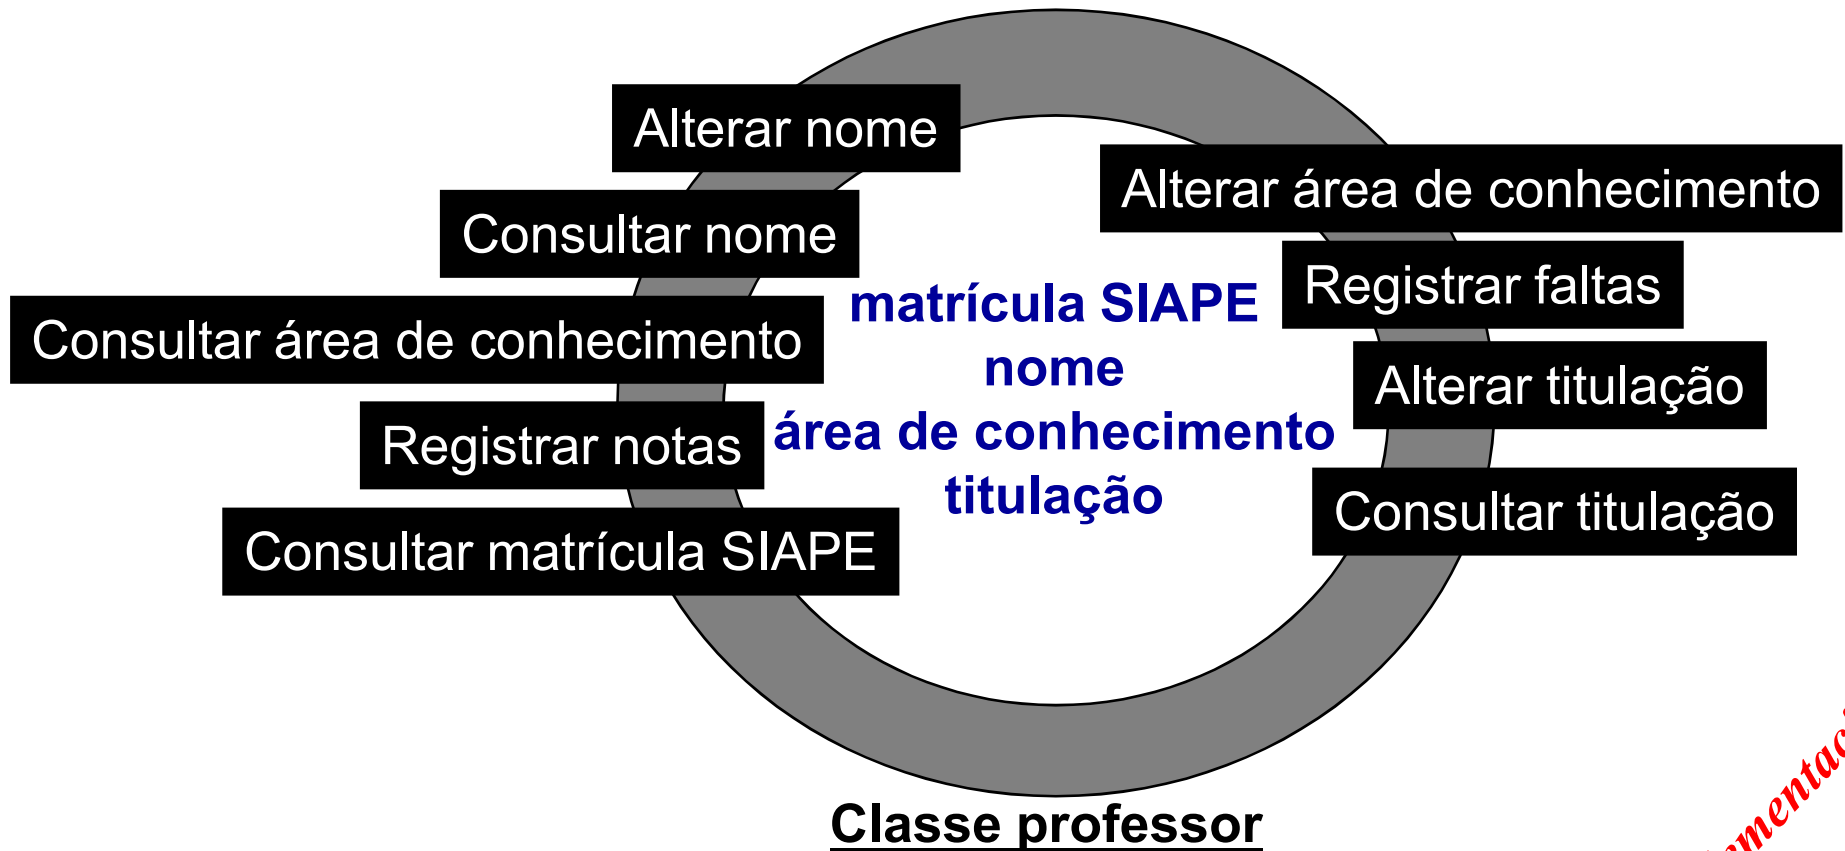 Alterar nome
Consultar nome
Consultar área de conhecimento
Registrar notas
Consultar matrícula SIAPE
matrícula SIAPE
nome
área de conhecimento
titulação
Alterar área de conhecimento
Registrar faltas
Alterar titulação
Consultar titulação
Classe professor